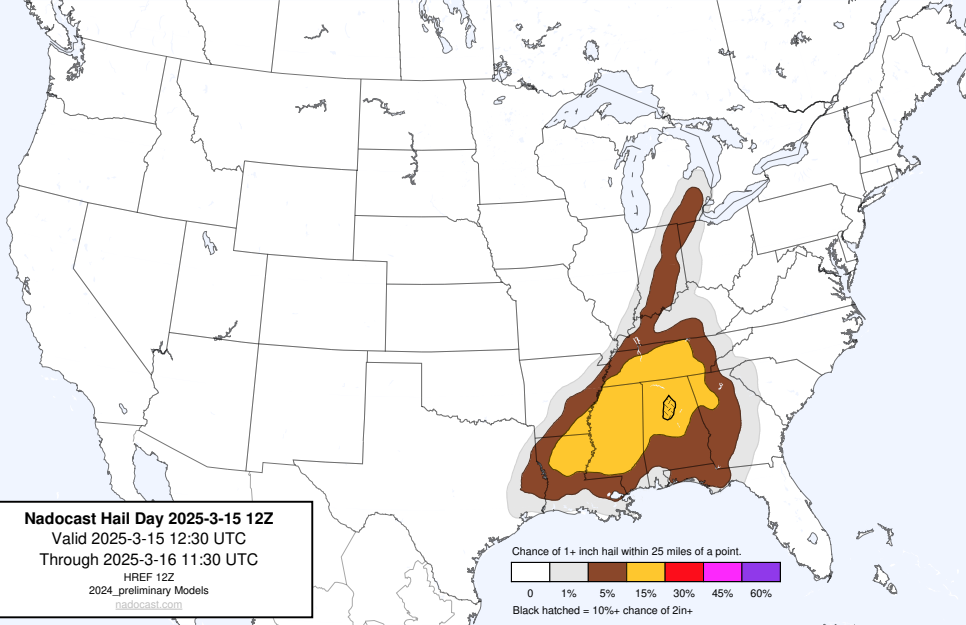 Nadocast Hail Day 2025-3-15 12Z
Valid 2025-3-15 12:30 UTC
Through 2025-3-16 11:30 UTC
HREF 12Z
2024_preliminary Models
nadocast.com
Chance of 1+ inch hail within 25 miles of a point.
0 1% 5% 15% 30% 45% 60%
Black hatched = 10%+ chance of 2in+